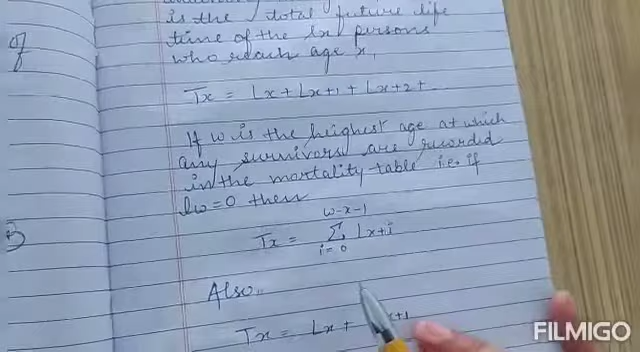 is the total future life
time of the lx persons
who reach age x,
Tx = Lx + Lx+1 + Lx+2 + ..
If w is the highest age at which
any survivors are recorded
in the mortality table i.e. if
lw = 0 then
w-x-1
Tx = Σ Lx+i
i = 0
Also..
Tx = Lx + x+1
FILMIGO